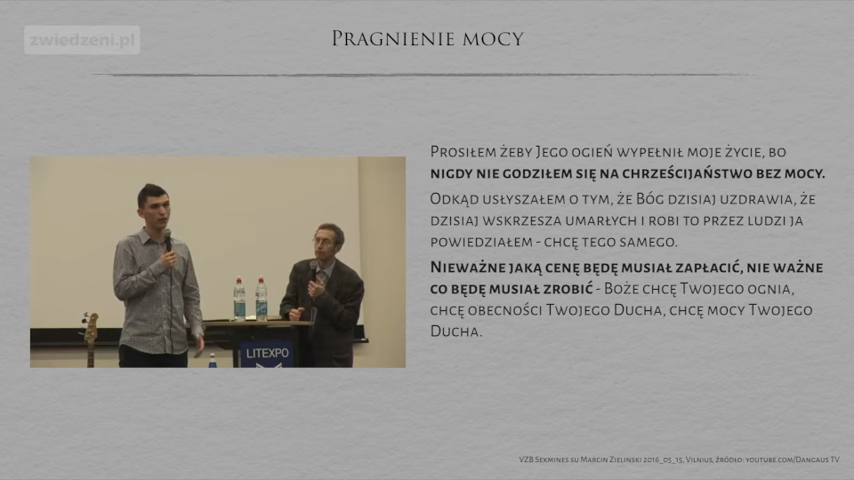 zwiedzeni.pl
Pragnienie mocy
Prosiłem żeby Jego ogień wypełnił moje życie, bo
nigdy nie godziłem się na chrześcijaństwo bez mocy.
Odkąd usłyszałem o tym, że Bóg dzisiaj uzdrawia, że
dzisiaj wskrzesza umarłych i robi to przez ludzi ja
powiedziałem - chcę tego samego.
Nieważne jaką cenę będę musiał zapłacić, nie ważne
co będę musiał zrobić - Boże chcę Twojego ognia,
chcę obecności Twojego Ducha, chcę mocy Twojego
Ducha.
LITEXPO
VZB Sekmines su Marcin Zielinski 2016_05_15, Vilnius, źródło: youtube.com/Dangaus TV